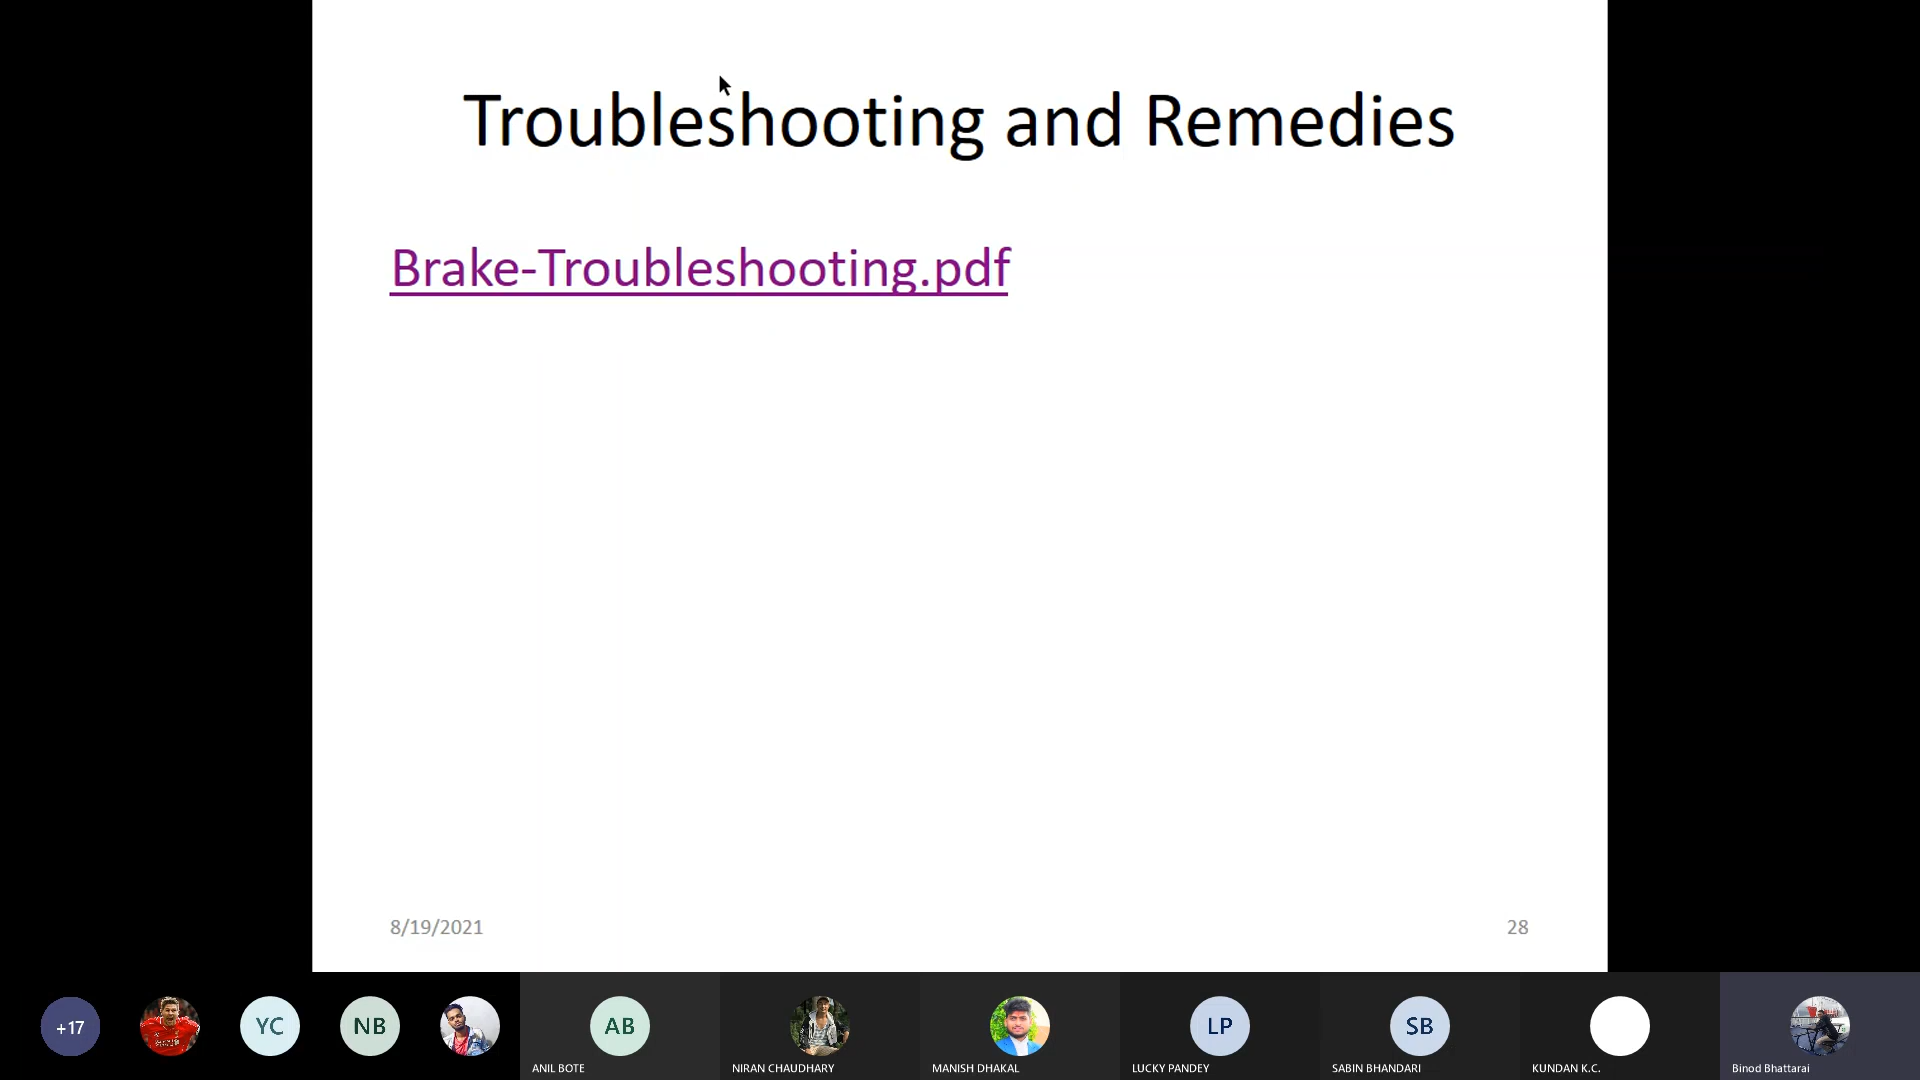 Troubleshooting and Remedies
Brake-Troubleshooting.pdf
8/19/2021
28
+17
YC
NB
AB
LP
SB
ANIL BOTE
NIRAN CHAUDHARY
MANISH DHAKAL
LUCKY PANDEY
SABIN BHANDARI
KUNDAN K.C.
Binod Bhattarai